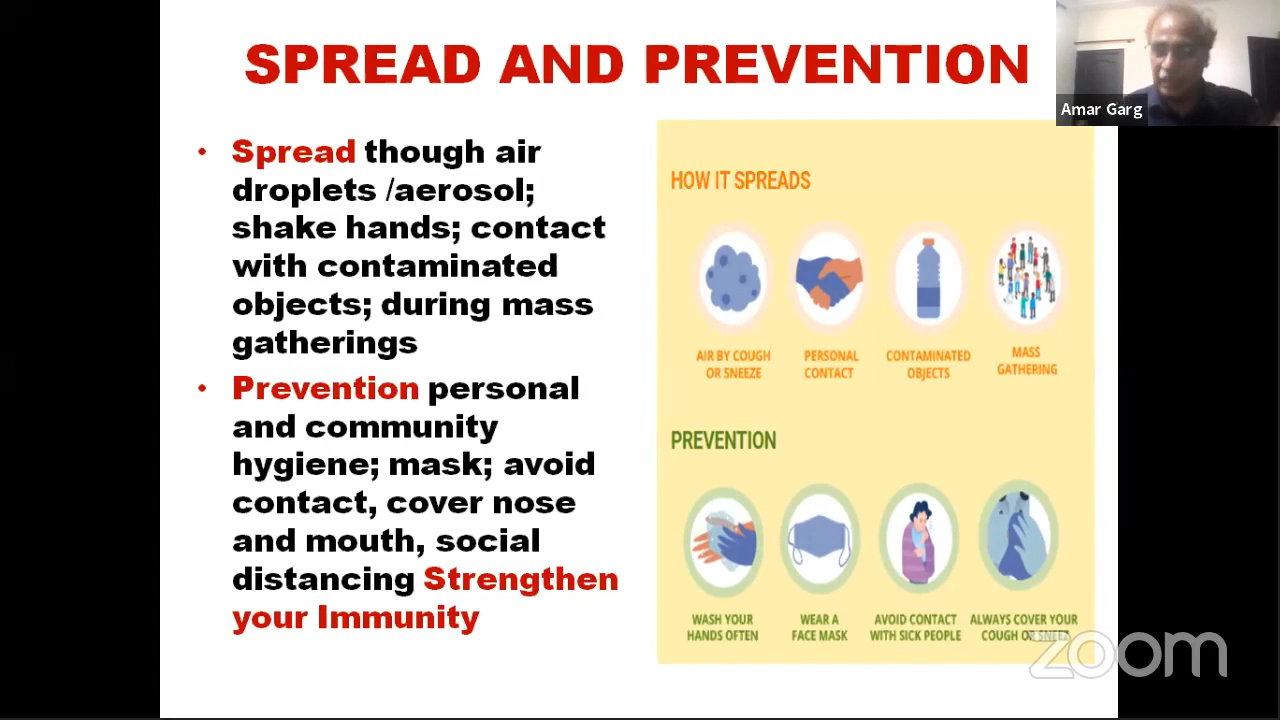 SPREAD AND PREVENTION
Amar Garg
• Spread though air
droplets /aerosol;
shake hands; contact
with contaminated
objects; during mass
gatherings
• Prevention personal
and community
hygiene; mask; avoid
contact, cover nose
and mouth, social
distancing Strengthen
your Immunity
HOW IT SPREADS
AIR BY COUGH
OR SNEEZE
PERSONAL
CONTACT
CONTAMINATED
OBJECTS
MASS
GATHERING
PREVENTION
WASH YOUR
HANDS OFTEN
WEAR A
FACE MASK
AVOID CONTACT
WITH SICK PEOPLE
ALWAYS COVER YOUR
COUGH OR SNEEZ
zoom